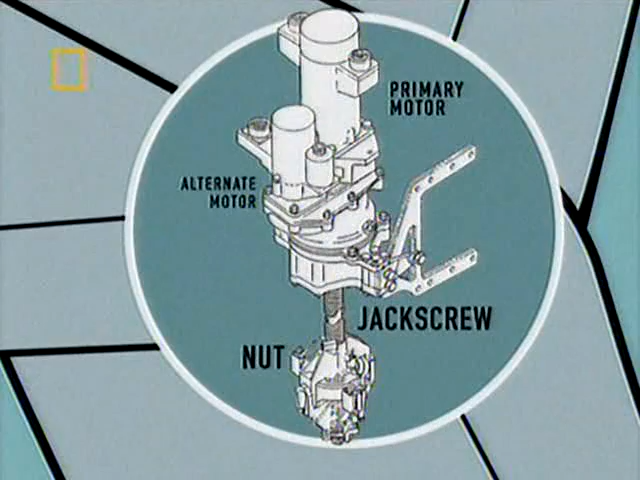 PRIMARY
MOTOR
ALTERNATE
MOTOR
JACKSCREW
NUT